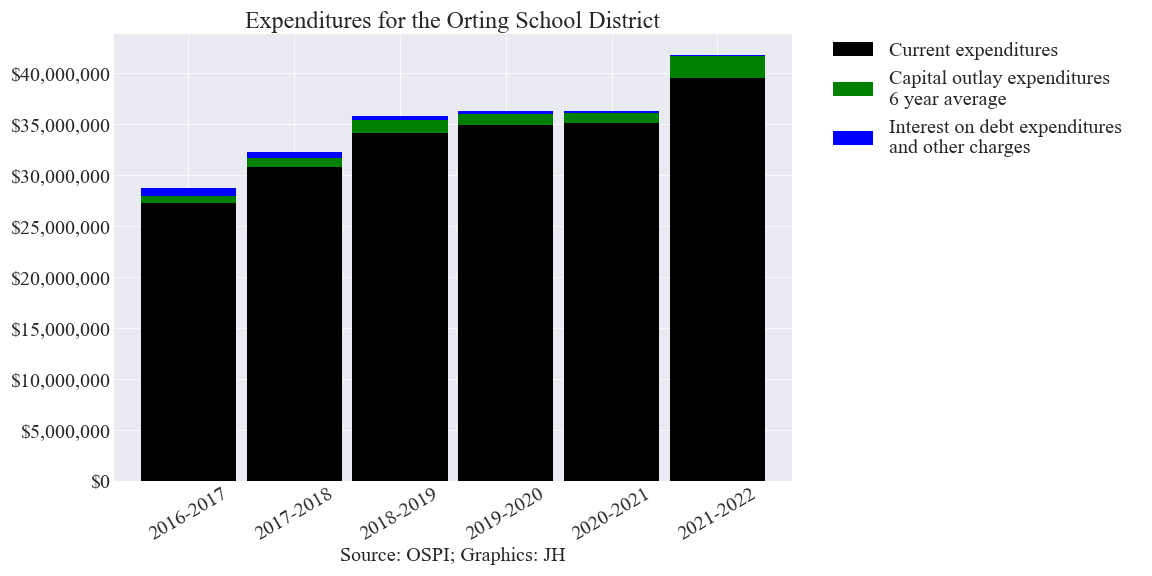 Expenditures for the Orting School District
$40,000,000
$35,000,000
$30,000,000
$25,000,000
$20,000,000
$15,000,000
$10,000,000
$5,000,000
$0
2016-2017
2017-2018
2018-2019
2019-2020
2020-2021
2021-2022
Source: OSPI; Graphics: JH
Current expenditures
Capital outlay expenditures
6 year average
Interest on debt expenditures
and other charges